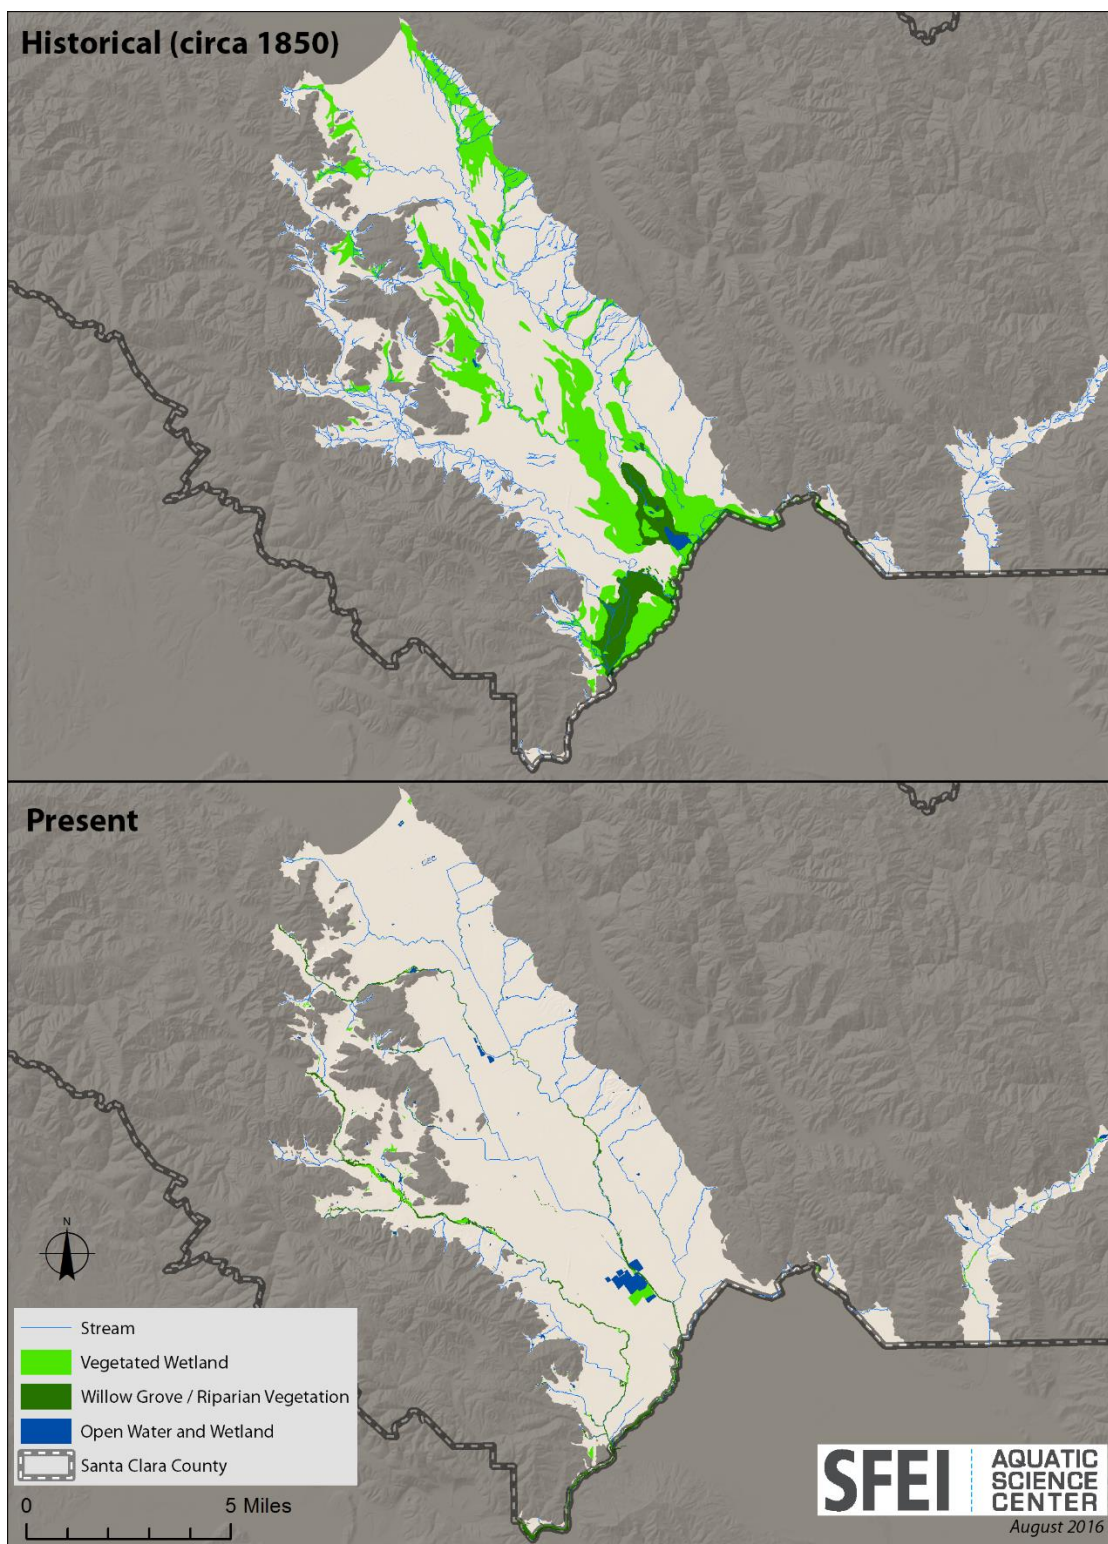 Historical (circa 1850)
Present
N
Stream
Vegetated Wetland
Willow Grove / Riparian Vegetation
Open Water and Wetland
Santa Clara County
0 5 Miles
SFEI
AQUATIC
SCIENCE
CENTER
August 2016